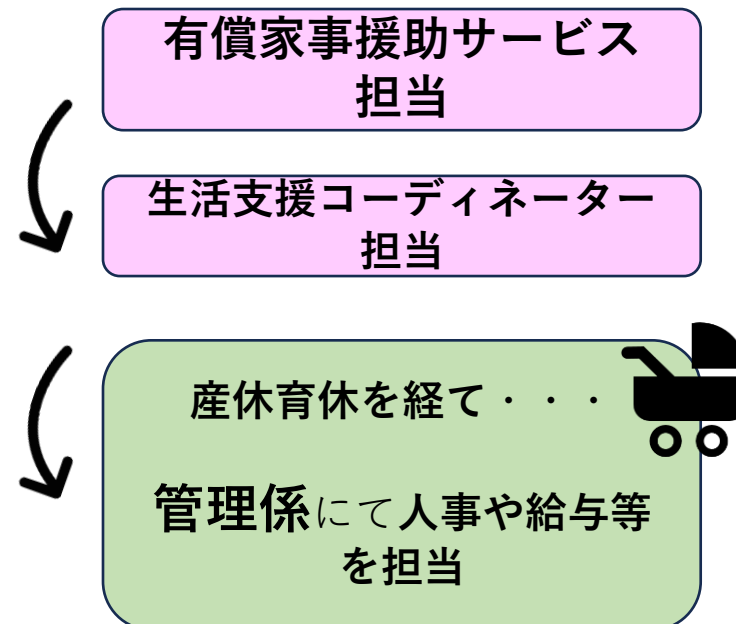 有償家事援助サービス
担当
生活支援コーディネーター
担当
産休育休を経て・・・
管理係にて人事や給与等
を担当